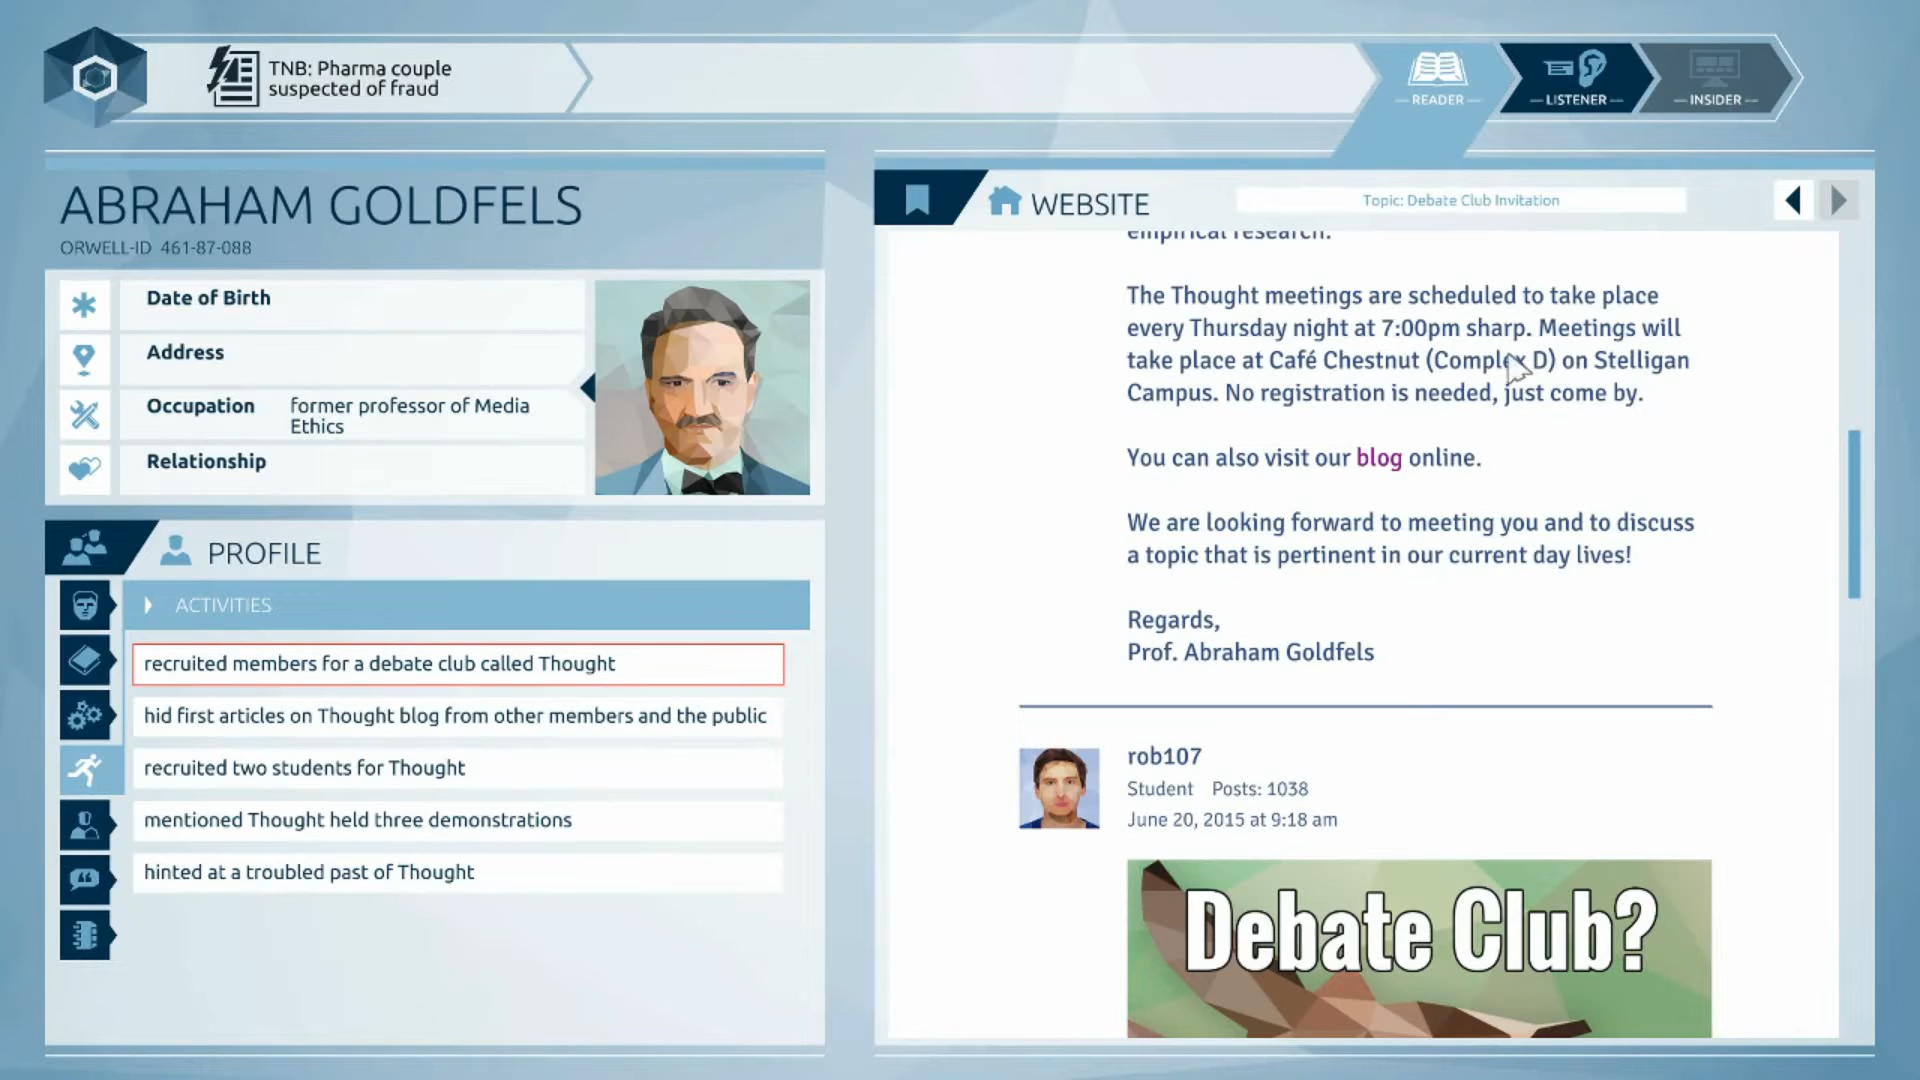 TNB: Pharma couple
suspected of fraud
READER
LISTENER
INSIDER
ABRAHAM GOLDFELS
ORWELL-ID 461-87-088
Date of Birth
Address
Occupation former professor of Media
Ethics
Relationship
PROFILE
ACTIVITIES
recruited members for a debate club called Thought
hid first articles on Thought blog from other members and the public
recruited two students for Thought
mentioned Thought held three demonstrations
hinted at a troubled past of Thought
WEBSITE
Topic: Debate Club Invitation
empirical research.
The Thought meetings are scheduled to take place
every Thursday night at 7:00pm sharp. Meetings will
take place at Café Chestnut (Complex D) on Stelligan
Campus. No registration is needed, just come by.
You can also visit our blog online.
We are looking forward to meeting you and to discuss
a topic that is pertinent in our current day lives!
Regards,
Prof. Abraham Goldfels
rob107
Student Posts: 1038
June 20, 2015 at 9:18 am
Debate Club?